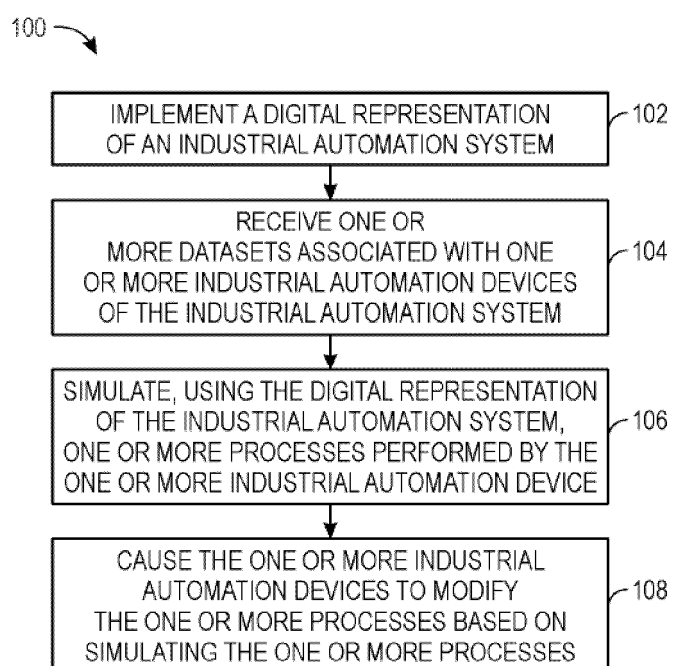 100
IMPLEMENT A DIGITAL REPRESENTATION
OF AN INDUSTRIAL AUTOMATION SYSTEM
102
RECEIVE ONE OR
MORE DATASETS ASSOCIATED WITH ONE
OR MORE INDUSTRIAL AUTOMATION DEVICES
OF THE INDUSTRIAL AUTOMATION SYSTEM
104
SIMULATE, USING THE DIGITAL REPRESENTATION
OF THE INDUSTRIAL AUTOMATION SYSTEM,
ONE OR MORE PROCESSES PERFORMED BY THE
ONE OR MORE INDUSTRIAL AUTOMATION DEVICE
106
CAUSE THE ONE OR MORE INDUSTRIAL
AUTOMATION DEVICES TO MODIFY
THE ONE OR MORE PROCESSES BASED ON
SIMULATING THE ONE OR MORE PROCESSES
108